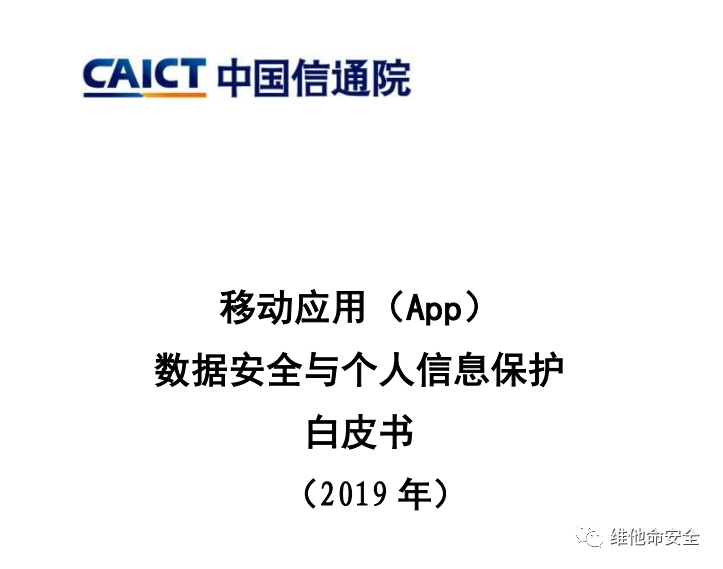 CAICT 中国信通院
移动应用（App）
数据安全与个人信息保护
白皮书
（2019 年）
维他命安全